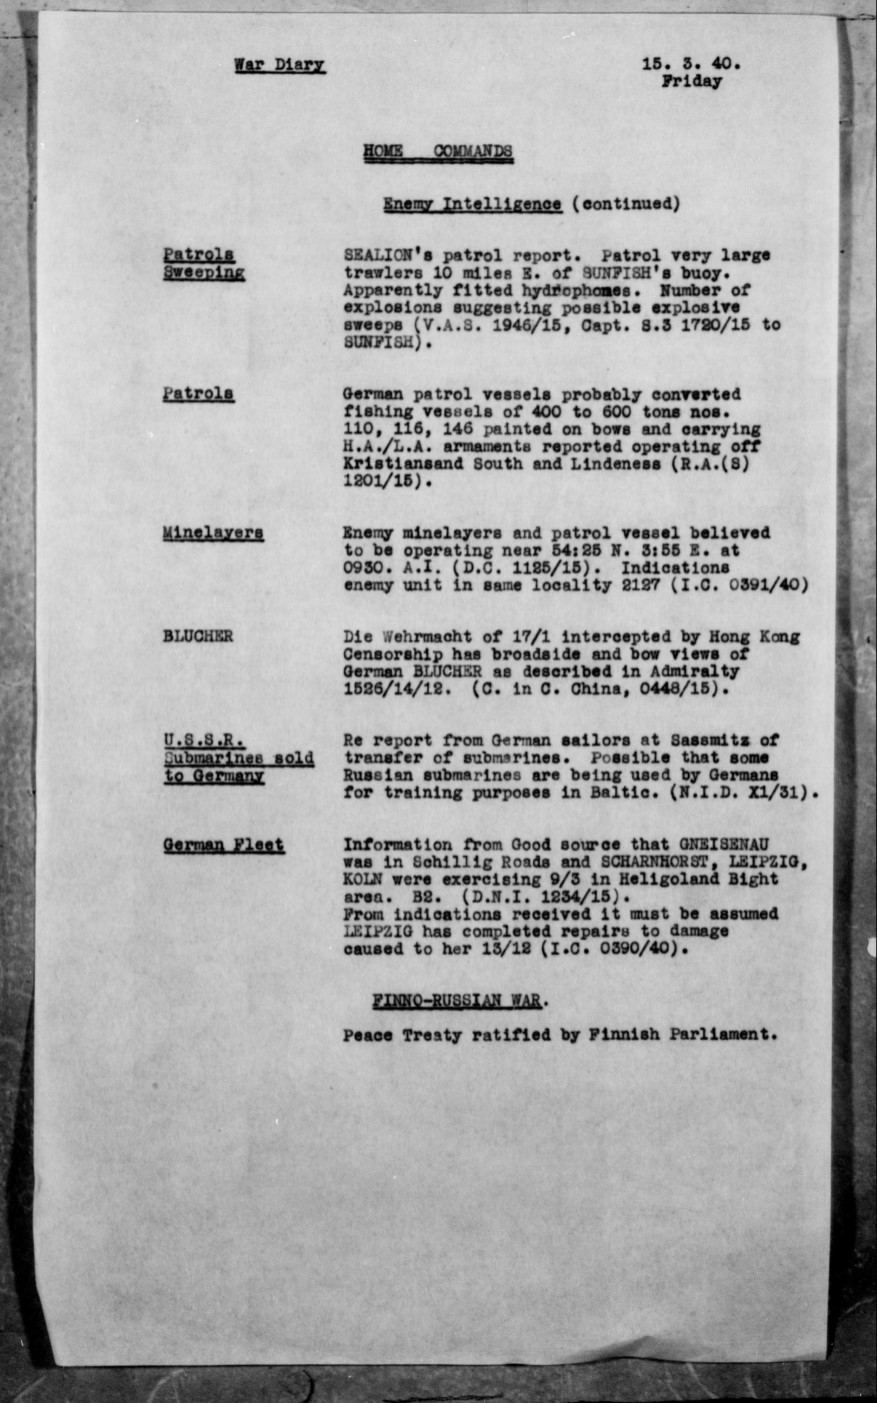 War Diary
15. 3. 40.
Friday
HOME COMMANDS
Enemy Intelligence (continued)
Patrols
Sweeping
SEALION's patrol report. Patrol very large
trawlers 10 miles E. of SUNFISH's buoy.
Apparently fitted hydrophones. Number of
explosions suggesting possible explosive
sweeps (V.A.S. 1946/15, Capt. S.3 1720/15 to
SUNFISH).
Patrols
German patrol vessels probably converted
fishing vessels of 400 to 600 tons nos.
110, 116, 146 painted on bows and carrying
H.A./L.A. armaments reported operating off
Kristiansand South and Lindeness (R.A.(S)
1201/15).
Minelayers
Enemy minelayers and patrol vessel believed
to be operating near 54:25 N. 3:55 E. at
0930. A.I. (D.C. 1125/15). Indications
enemy unit in same locality 2127 (I.C. 0391/40)
BLUCHER
Die Wehrmacht of 17/1 intercepted by Hong Kong
Censorship has broadside and bow views of
German BLUCHER as described in Admiralty
1526/14/12. (C. in C. China, 0448/15).
U.S.S.R.
Submarines sold
to Germany
Re report from German sailors at Sassmitz of
transfer of submarines. Possible that some
Russian submarines are being used by Germans
for training purposes in Baltic. (N.I.D. X1/31).
German Fleet
Information from Good source that GNEISENAU
was in Schillig Roads and SCHARNHORST, LEIPZIG,
KOLN were exercising 9/3 in Heligoland Bight
area. B2. (D.N.I. 1234/15).
From indications received it must be assumed
LEIPZIG has completed repairs to damage
caused to her 13/12 (I.C. 0390/40).
FINNO-RUSSIAN WAR.
Peace Treaty ratified by Finnish Parliament.